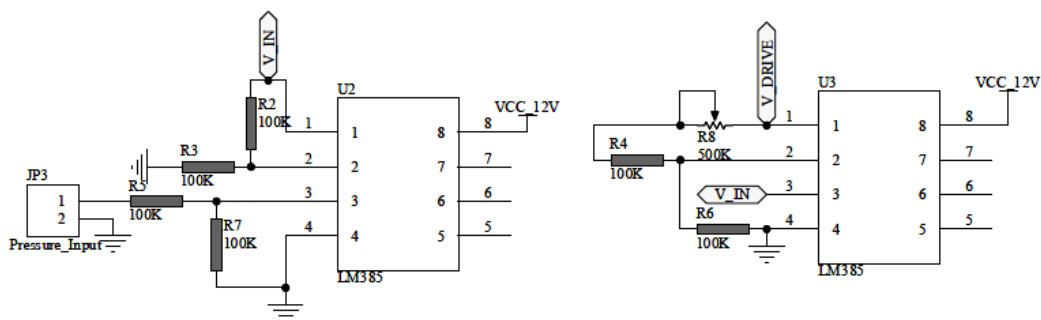 V_IN
R2
100K
R3
100K
JP3
1
2
Pressure_Input
R5
100K
R7
100K
U2
1
2
3
4
1
2
3
4
8
7
6
5
8
7
6
5
VCC_12V
LM385
V_DRIVE
R8
500K
R4
100K
V_IN
R6
100K
U3
1
2
3
4
1
2
3
4
8
7
6
5
8
7
6
5
VCC_12V
LM385